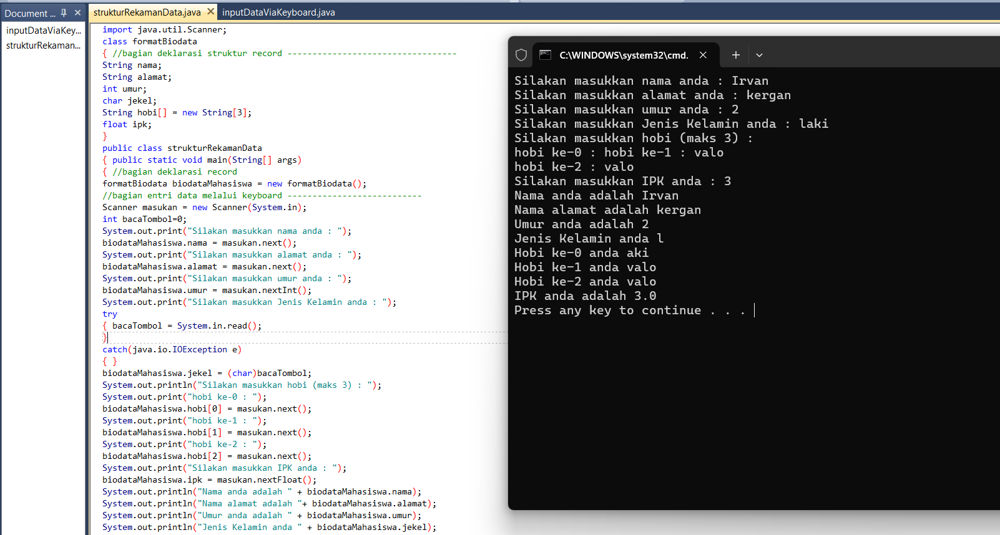 Document ...
strukturRekamanData.java
inputDataViaKeyboard.java
inputDataViaKey...
strukturRekaman...
import java.util.Scanner;
class formatBiodata
{ //bagian deklarasi struktur record ----------------------------------
String nama;
String alamat;
int umur;
char jekel;
String hobi[] = new String[3];
float ipk;
}
public class strukturRekamanData
{ public static void main(String[] args)
{ //bagian deklarasi record
formatBiodata biodataMahasiswa = new formatBiodata();
//bagian entri data melalui keyboard ---------------------------
Scanner masukan = new Scanner(System.in);
int bacaTombol=0;
System.out.print("Silakan masukkan nama anda : ");
biodataMahasiswa.nama = masukan.next();
System.out.print("Silakan masukkan alamat anda : ");
biodataMahasiswa.alamat = masukan.next();
System.out.print("Silakan masukkan umur anda : ");
biodataMahasiswa.umur = masukan.nextInt();
System.out.print("Silakan masukkan Jenis Kelamin anda : ");
try
{ bacaTombol = System.in.read();
}
catch(java.io.IOException e)
{ }
biodataMahasiswa.jekel = (char)bacaTombol;
System.out.println("Silakan masukkan hobi (maks 3) : ");
System.out.print("hobi ke-0 : ");
biodataMahasiswa.hobi[0] = masukan.next();
System.out.print("hobi ke-1 : ");
biodataMahasiswa.hobi[1] = masukan.next();
System.out.print("hobi ke-2 : ");
biodataMahasiswa.hobi[2] = masukan.next();
System.out.print("Silakan masukkan IPK anda : ");
biodataMahasiswa.ipk = masukan.nextFloat();
System.out.println("Nama anda adalah " + biodataMahasiswa.nama);
System.out.println("Nama alamat adalah "+ biodataMahasiswa.alamat);
System.out.println("Umur anda adalah " + biodataMahasiswa.umur);
System.out.println("Jenis Kelamin anda " + biodataMahasiswa.jekel);
C:\WINDOWS\system32\cmd.
Silakan masukkan nama anda : Irvan
Silakan masukkan alamat anda : kergan
Silakan masukkan umur anda : 2
Silakan masukkan Jenis Kelamin anda : laki
Silakan masukkan hobi (maks 3) :
hobi ke-0 : hobi ke-1 : valo
hobi ke-2 : valo
Silakan masukkan IPK anda : 3
Nama anda adalah Irvan
Nama alamat adalah kergan
Umur anda adalah 2
Jenis Kelamin anda l
Hobi ke-0 anda aki
Hobi ke-1 anda valo
Hobi ke-2 anda valo
IPK anda adalah 3.0
Press any key to continue . . .